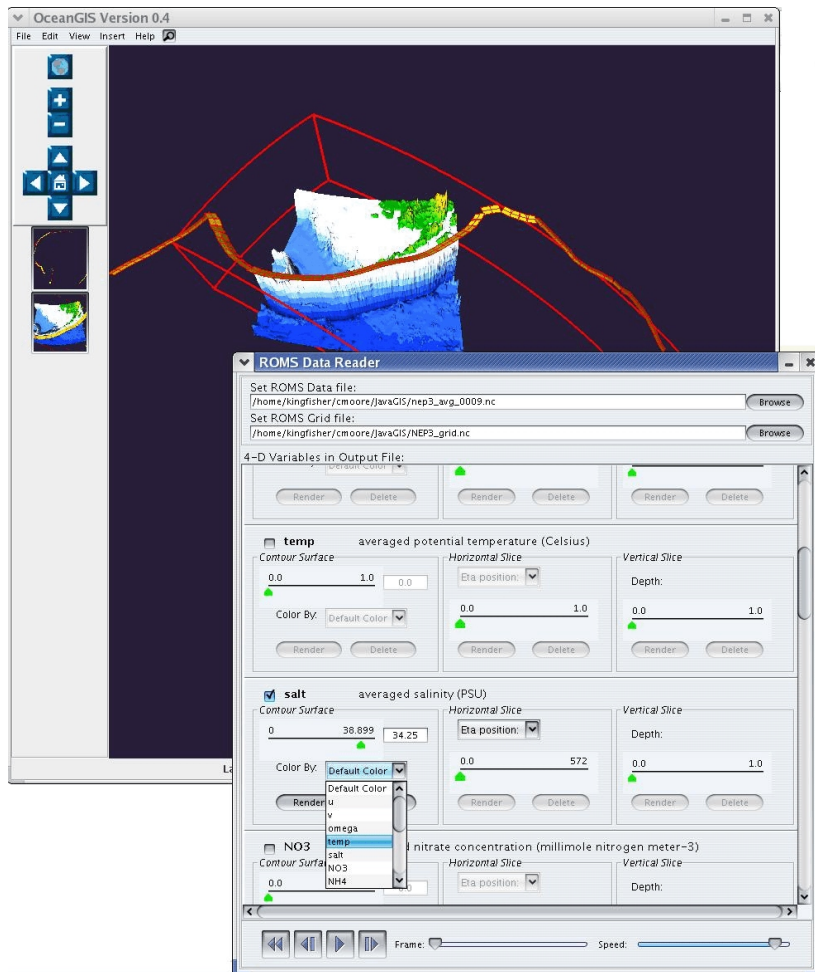 OceanGIS Version 0.4
File Edit View Insert Help
ROMS Data Reader
Set ROMS Data file:
/home/kingfisher/cmoore/JavaGIS/nep3_avg_0009.nc Browse
Set ROMS Grid file:
/home/kingfisher/cmoore/JavaGIS/NEP3_grid.nc Browse
4-D Variables in Output File:
Default Color
Render Delete Render Delete Render Delete
temp averaged potential temperature (Celsius)
Contour Surface Horizontal Slice Vertical Slice
0.0 1.0 0.0 Eta position: Depth:
Color By: Default Color 0.0 1.0 0.0 1.0
Render Delete Render Delete Render Delete
salt averaged salinity (PSU)
Contour Surface Horizontal Slice Vertical Slice
0 38.899 34.25 Eta position: Depth:
Color By: Default Color 0.0 572 0.0 1.0
Render Render Delete Render Delete
Default Color
u
v
omega
temp
salt
NO3
NH4
NO3 nitrate concentration (millimole nitrogen meter-3)
Contour Surface Horizontal Slice Vertical Slice
0.0 Eta position: Depth:
Frame: Speed: